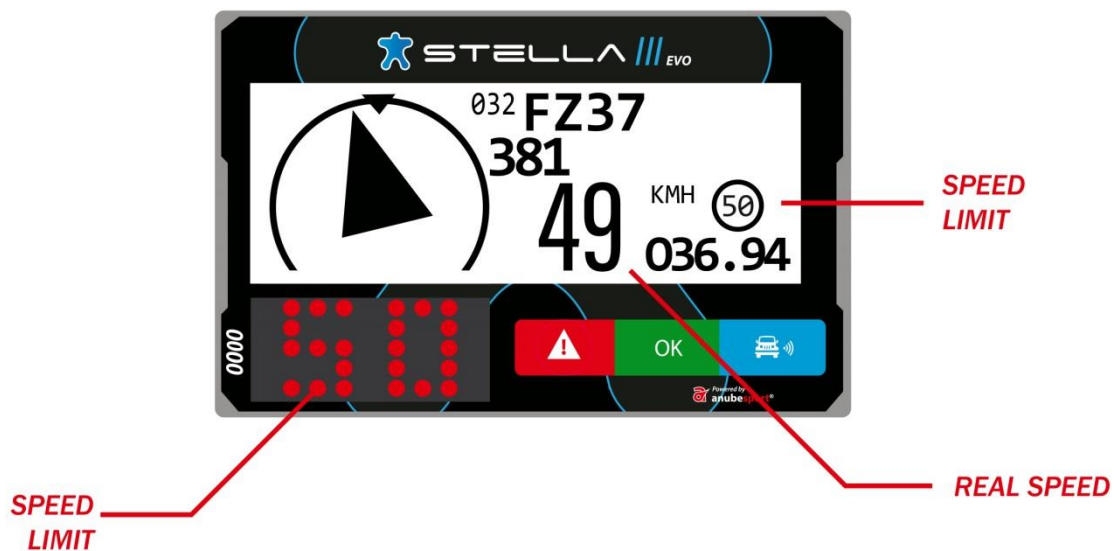 STELLA III EVO
032 FZ37
381
49 KMH 50
036.94
SPEED
LIMIT
50
0000
OK
Powered by
anubesport®
REAL SPEED
SPEED
LIMIT